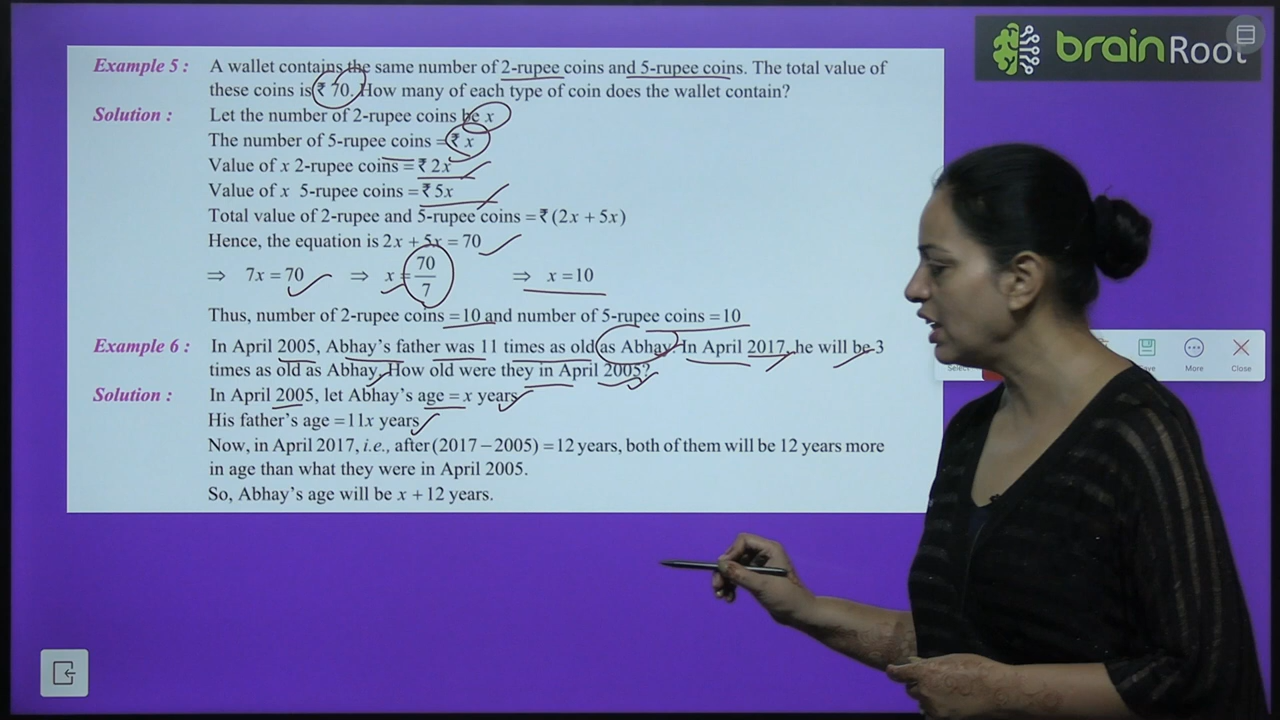 brainRoot
Example 5 : A wallet contains the same number of 2-rupee coins and 5-rupee coins. The total value of
these coins is ₹ 70. How many of each type of coin does the wallet contain?
Solution : Let the number of 2-rupee coins be x
The number of 5-rupee coins = ₹ x
Value of x 2-rupee coins = ₹ 2x
Value of x 5-rupee coins = ₹ 5x
Total value of 2-rupee and 5-rupee coins = ₹ (2x + 5x)
Hence, the equation is 2x + 5x = 70
⇒ 7x = 70 ⇒ x = 70/7 ⇒ x = 10
Thus, number of 2-rupee coins = 10 and number of 5-rupee coins = 10
Example 6 : In April 2005, Abhay's father was 11 times as old as Abhay. In April 2017, he will be 3
times as old as Abhay. How old were they in April 2005?
Solution : In April 2005, let Abhay's age = x years
His father's age = 11x years
Now, in April 2017, i.e., after (2017 − 2005) = 12 years, both of them will be 12 years more
in age than what they were in April 2005.
So, Abhay's age will be x + 12 years.
More
Close